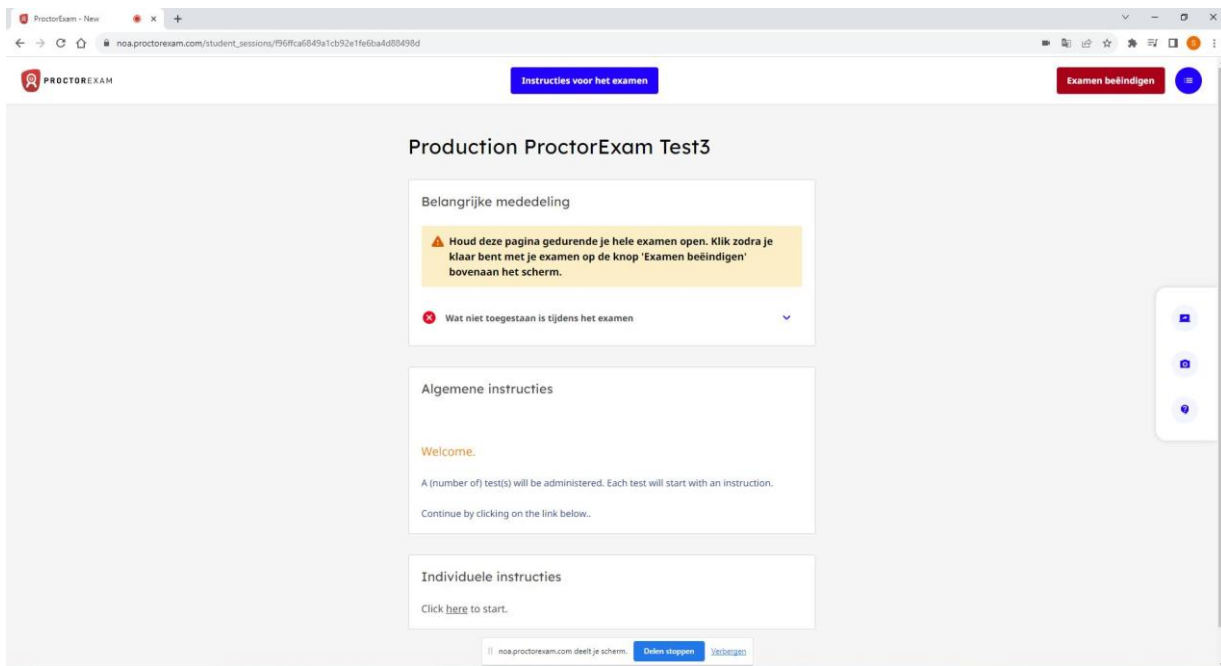 ProctorExam - New
noa.proctorexam.com/student_sessions/f96ffca6849a1cb92e1fe6ba4d88498d
S
PROCTOREXAM
Instructies voor het examen
Examen beëindigen
Production ProctorExam Test3
Belangrijke mededeling
Houd deze pagina gedurende je hele examen open. Klik zodra je
klaar bent met je examen op de knop 'Examen beëindigen'
bovenaan het scherm.
Wat niet toegestaan is tijdens het examen
Algemene instructies
Welcome.
A (number of) test(s) will be administered. Each test will start with an instruction.
Continue by clicking on the link below..
Individuele instructies
Click here to start.
noa.proctorexam.com deelt je scherm.
Delen stoppen
Verbergen